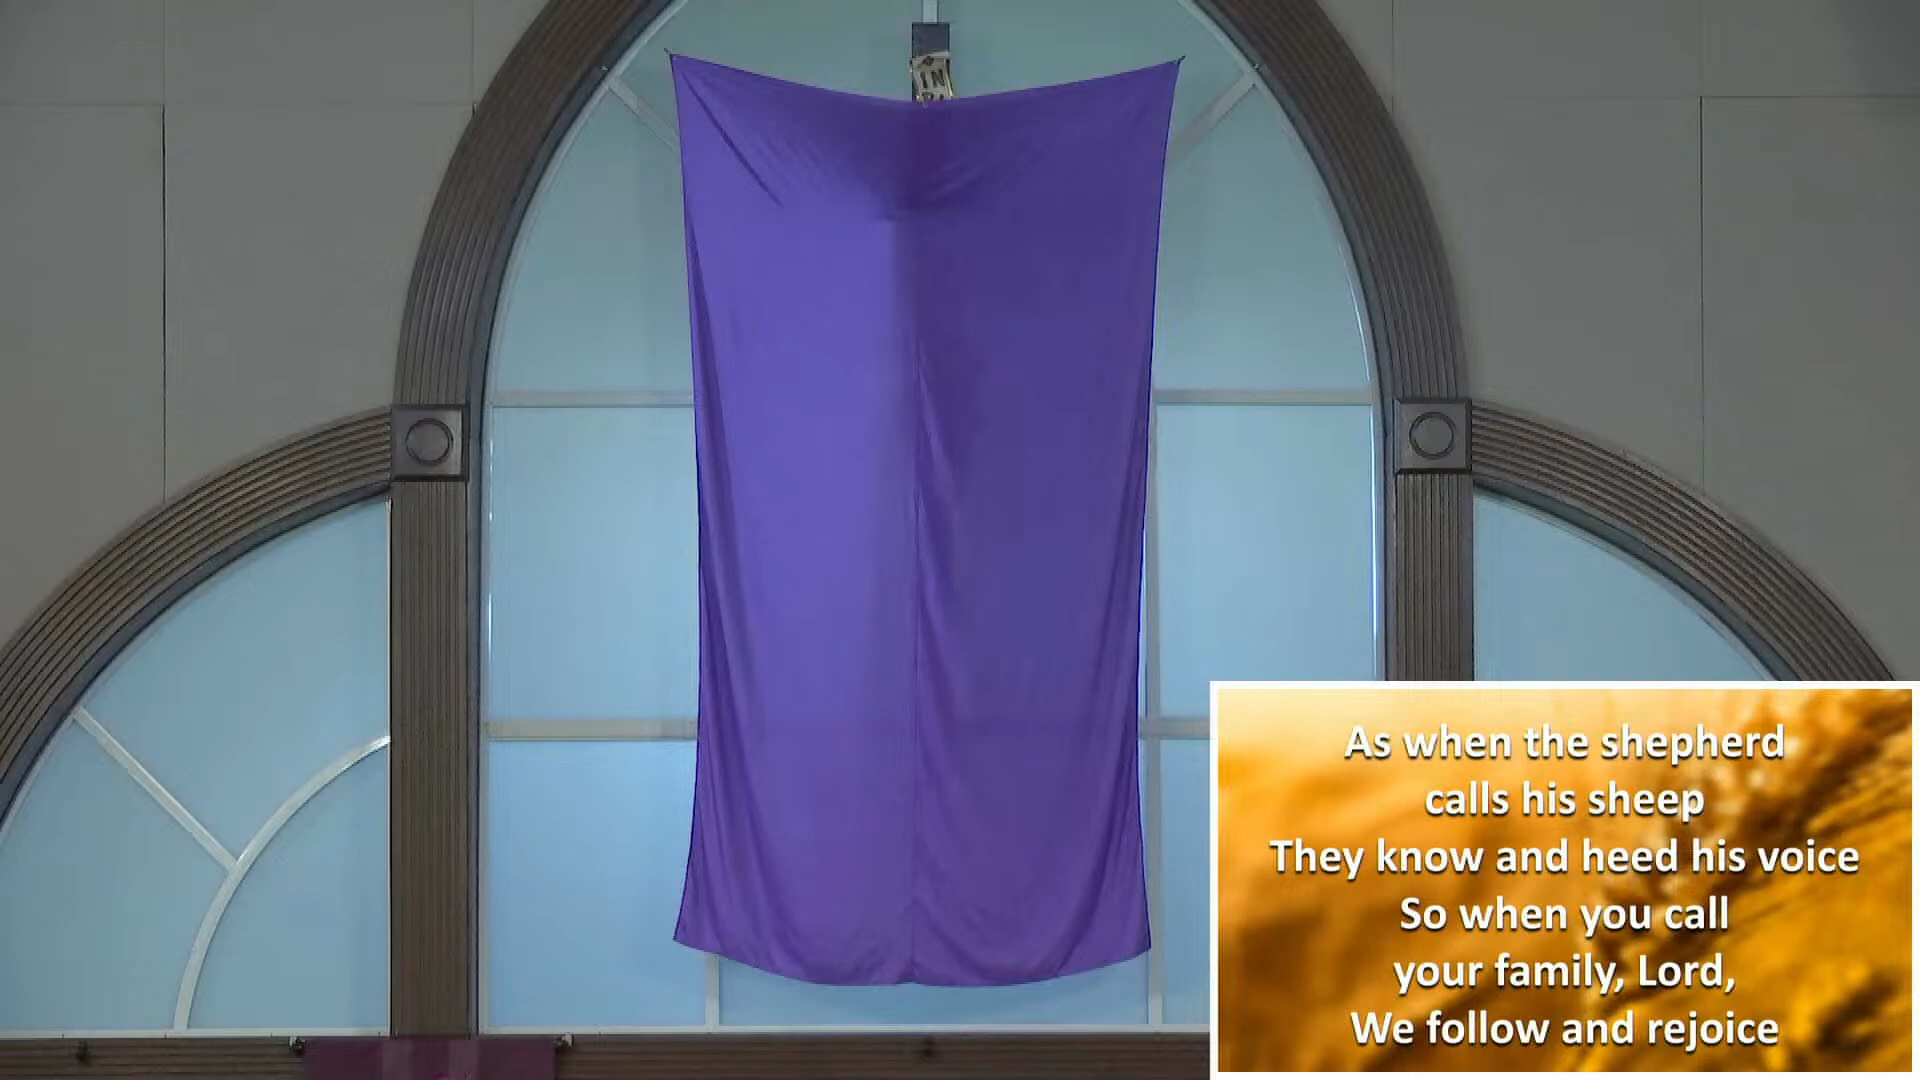 IN
As when the shepherd
calls his sheep
They know and heed his voice
So when you call
your family, Lord,
We follow and rejoice